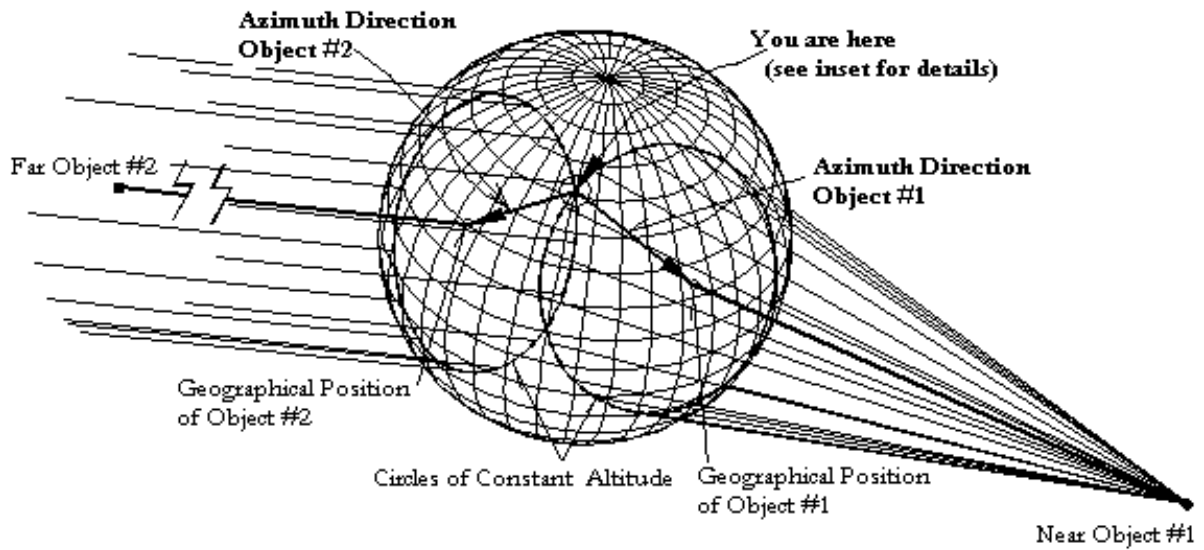 Azimuth Direction
Object #2
You are here
(see inset for details)
Far Object #2
Azimuth Direction
Object #1
Geographical Position
of Object #2
Circles of Constant Altitude
Geographical Position
of Object #1
Near Object #1